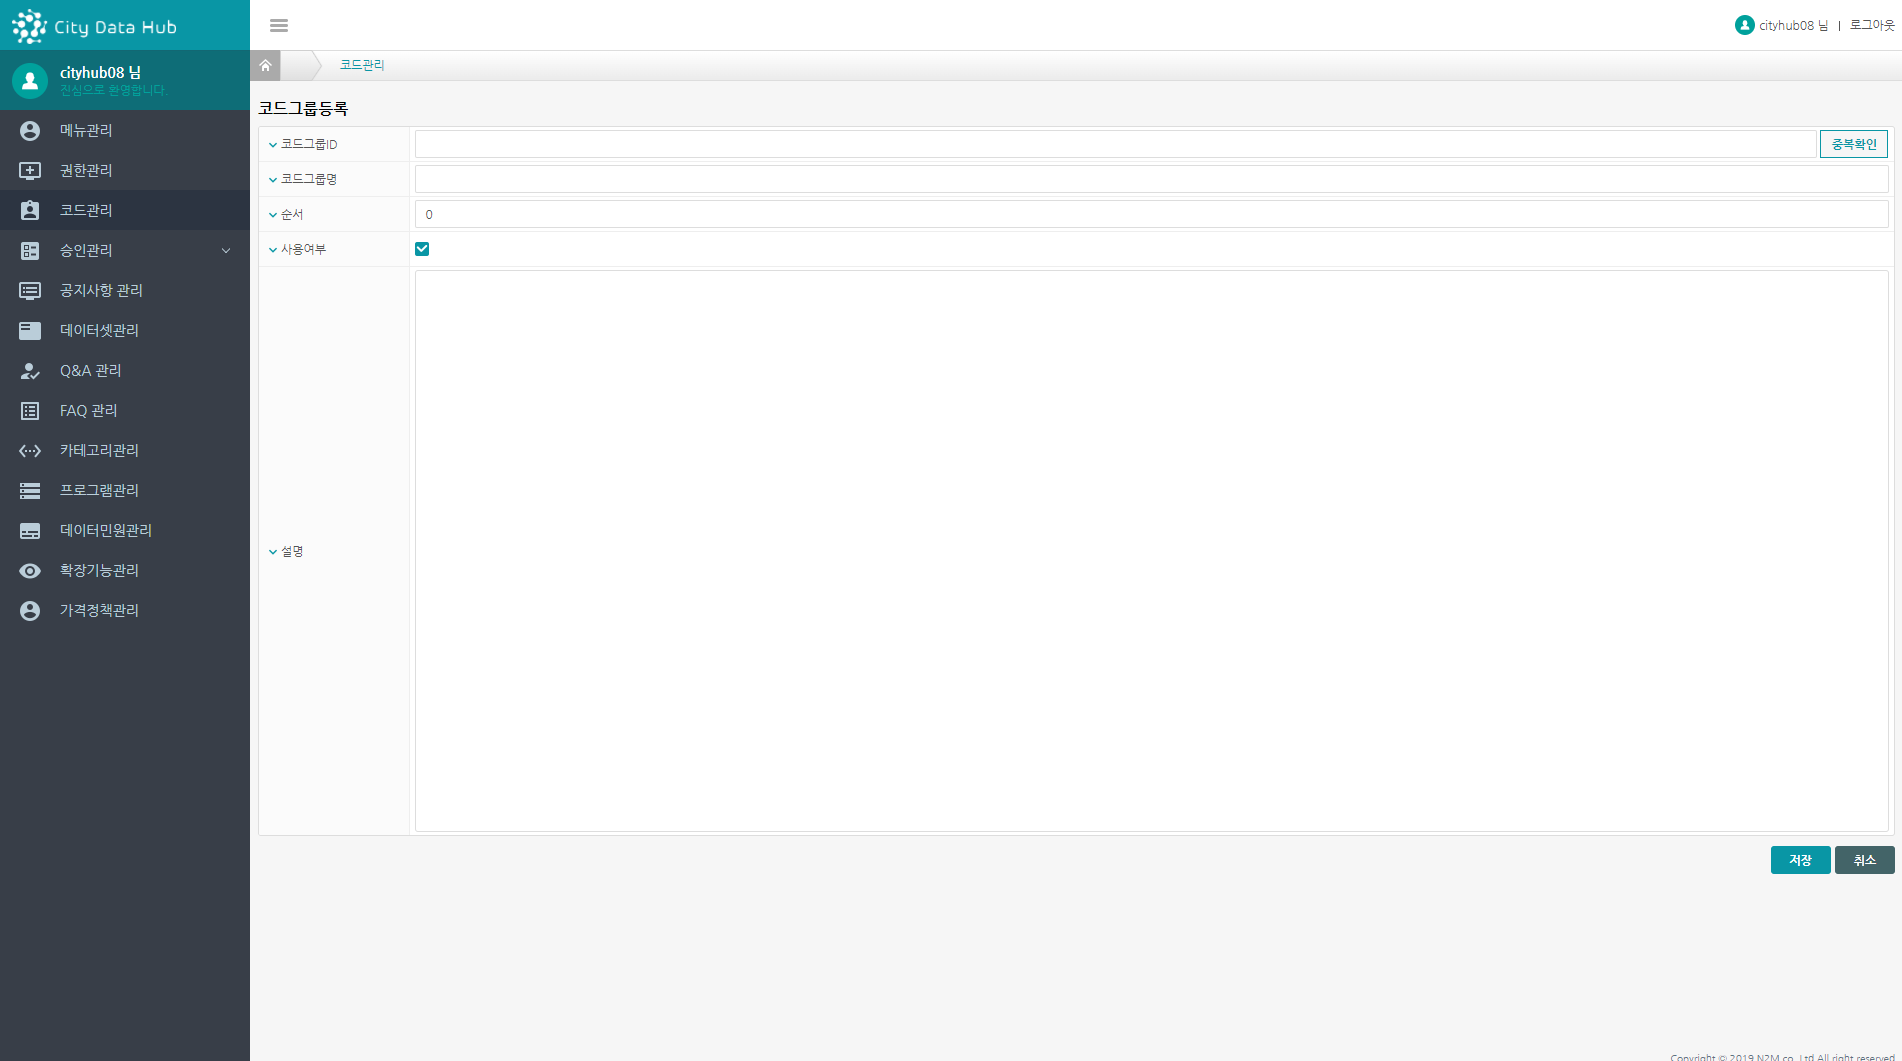 City Data Hub
cityhub08 님 | 로그아웃
cityhub08 님
진심으로 환영합니다.
메뉴관리
권한관리
코드관리
승인관리
공지사항 관리
데이터셋관리
Q&A 관리
FAQ 관리
카테고리관리
프로그램관리
데이터민원관리
확장기능관리
가격정책관리
코드관리
코드그룹등록
코드그룹ID
중복확인
코드그룹명
순서
0
사용여부
설명
저장
취소
Copyright © 2019 N2M co. Ltd All right reserved